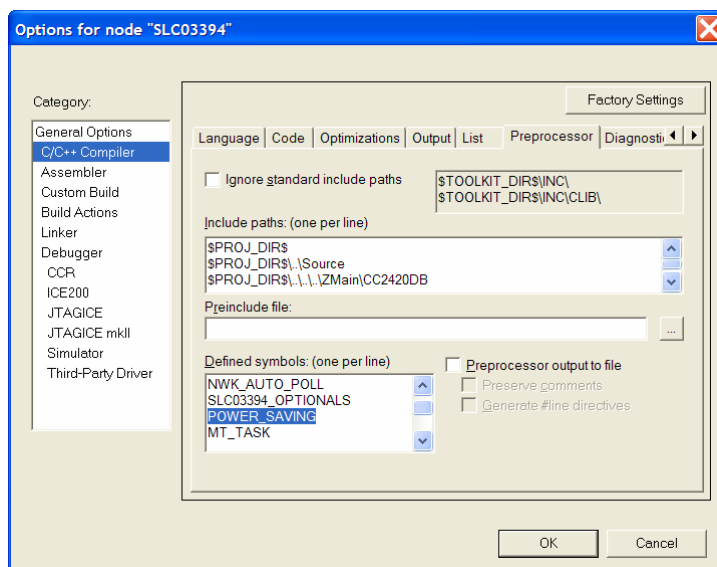 Options for node "SLC03394"
Factory Settings
Category:
General Options
C/C++ Compiler
Assembler
Custom Build
Build Actions
Linker
Debugger
CCR
ICE200
JTAGICE
JTAGICE mkII
Simulator
Third-Party Driver
Language Code Optimizations Output List Preprocessor Diagnosti
Ignore standard include paths
$TOOLKIT_DIR$\INC\
$TOOLKIT_DIR$\INC\CLIB\
Include paths: (one per line)
$PROJ_DIR$
$PROJ_DIR$\..\Source
$PROJ_DIR$\..\..\..\ZMain\CC2420DB
Preinclude file:
...
Defined symbols: (one per line)
NWK_AUTO_POLL
SLC03394_OPTIONALS
POWER_SAVING
MT_TASK
Preprocessor output to file
Preserve comments
Generate #line directives
OK Cancel